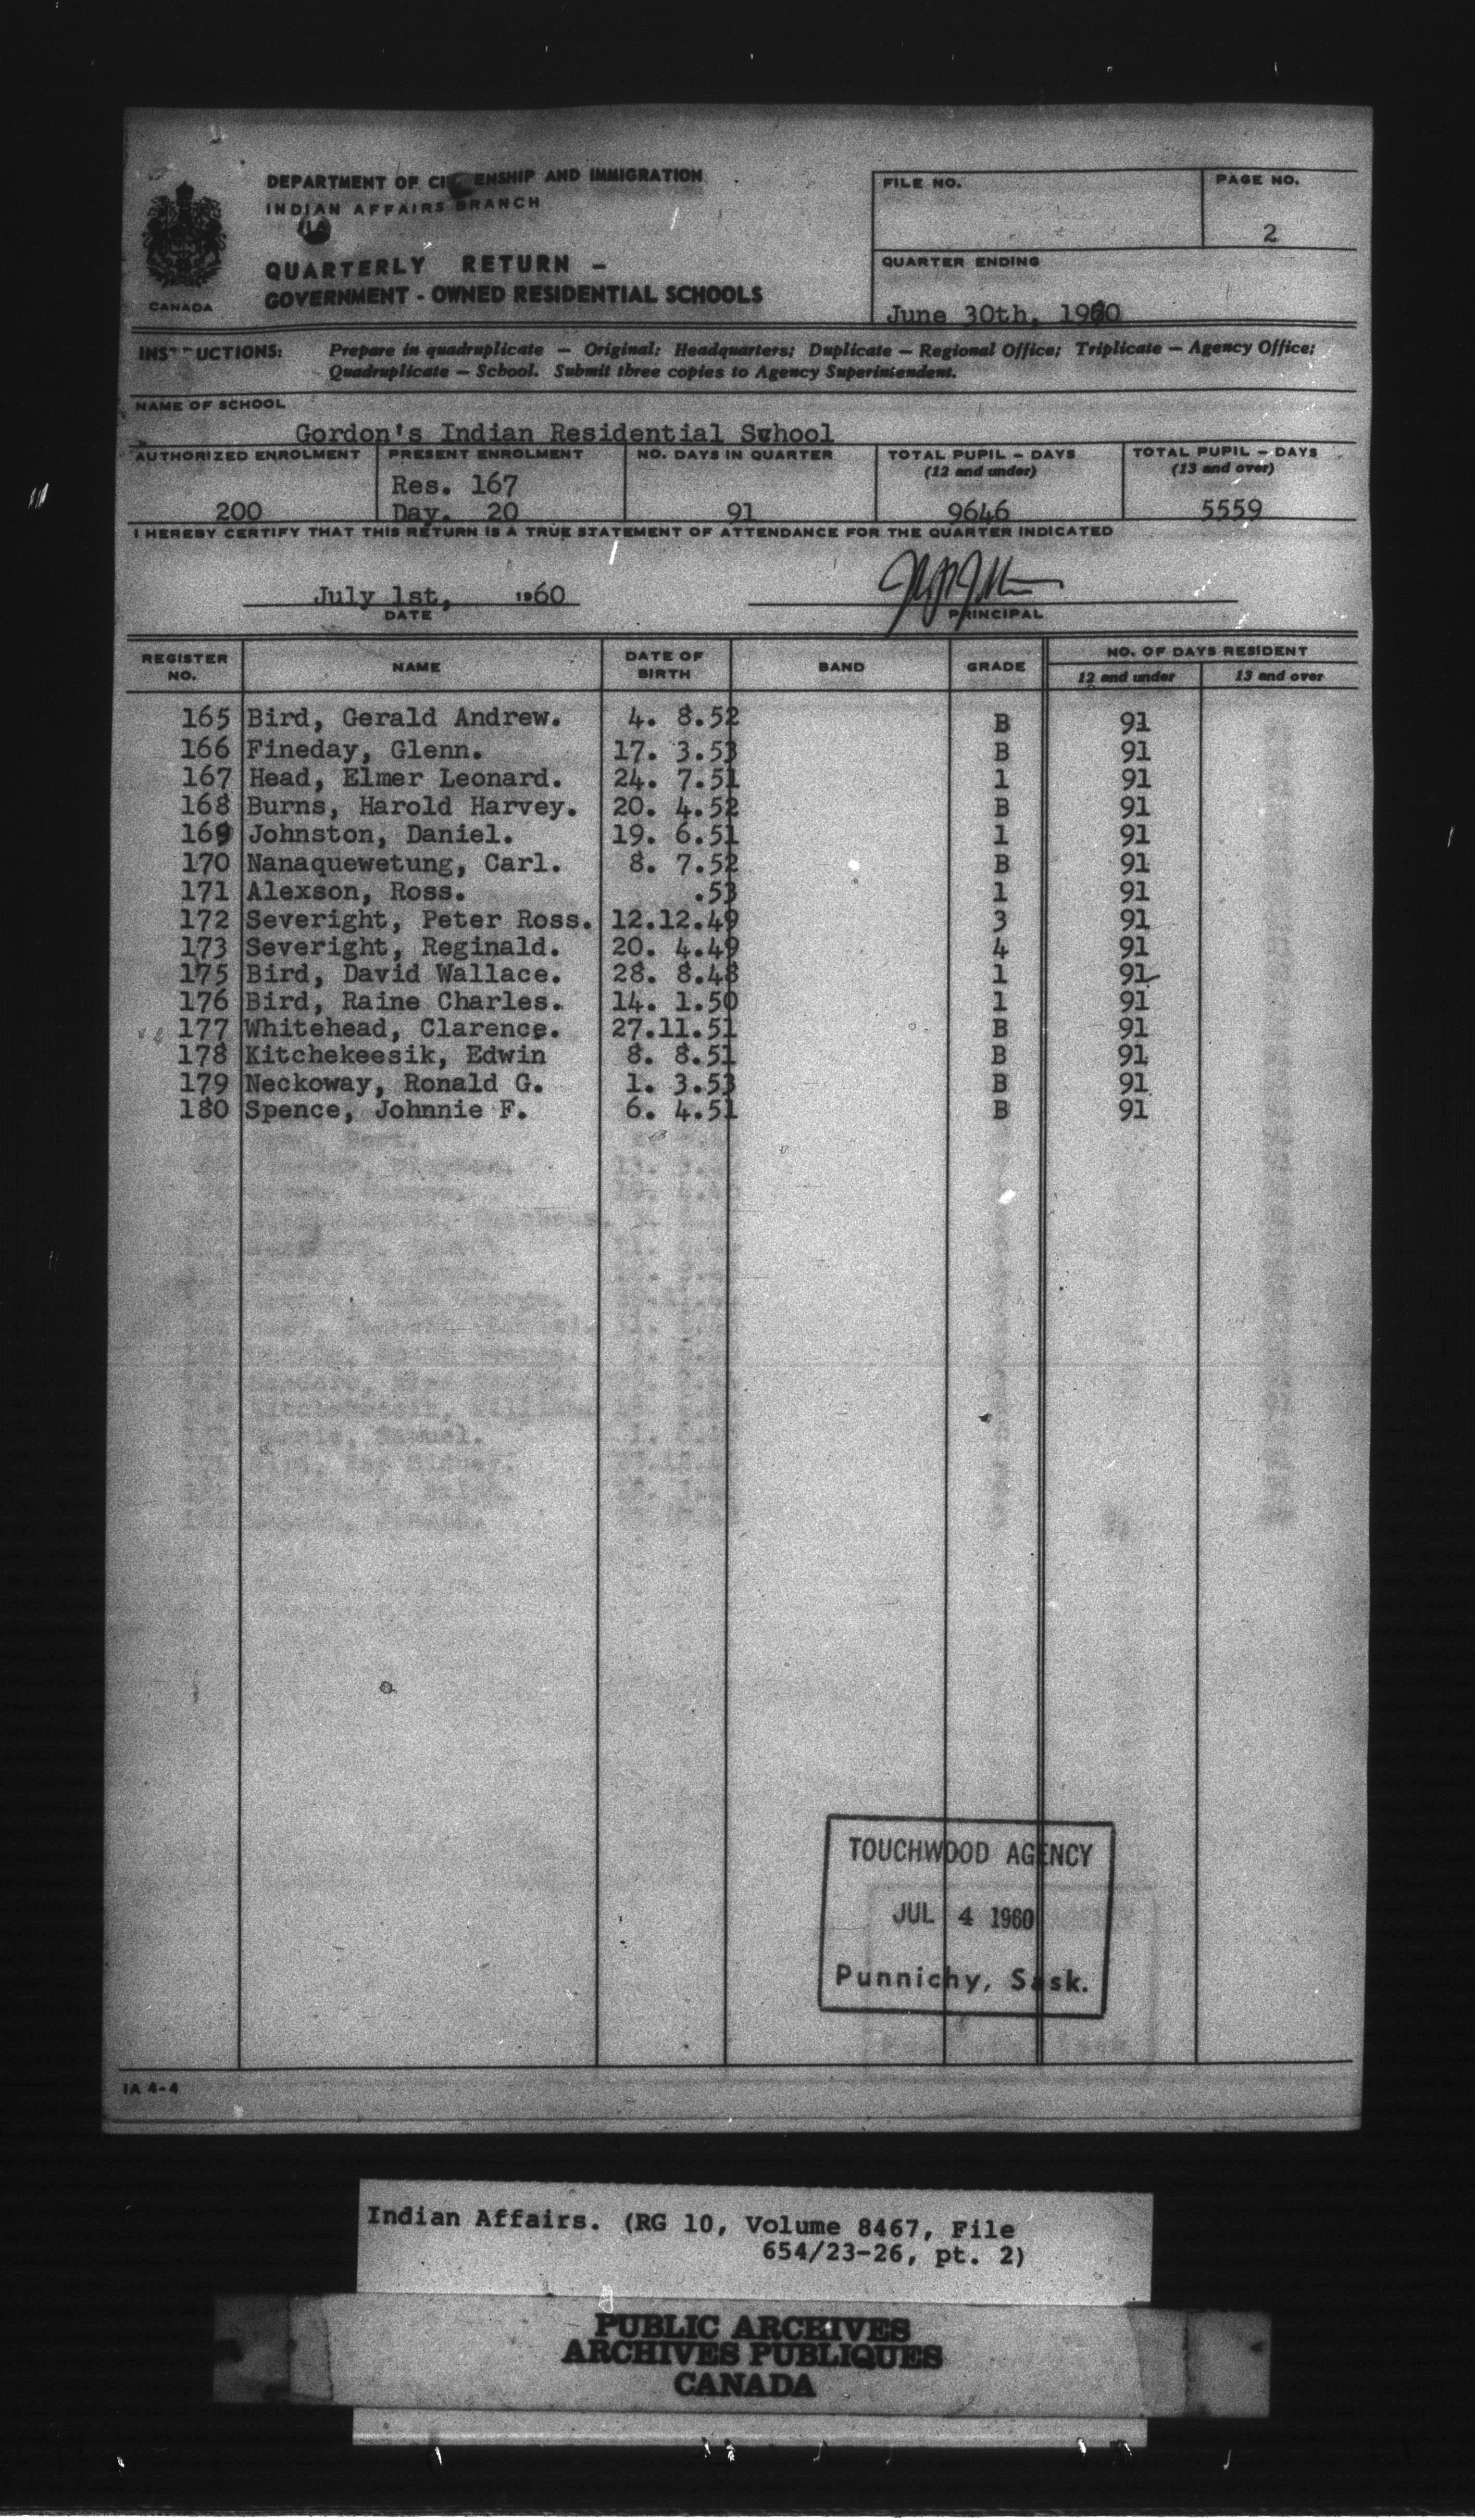 DEPARTMENT OF CITIZENSHIP AND IMMIGRATION
INDIAN AFFAIRS BRANCH
QUARTERLY RETURN -
GOVERNMENT - OWNED RESIDENTIAL SCHOOLS
CANADA
FILE NO.
PAGE NO.
2
QUARTER ENDING
June 30th, 1960
INSTRUCTIONS: Prepare in quadruplicate — Original: Headquarters; Duplicate — Regional Office; Triplicate — Agency Office;
Quadruplicate — School. Submit three copies to Agency Superintendent.
NAME OF SCHOOL
Gordon's Indian Residential School
AUTHORIZED ENROLMENT PRESENT ENROLMENT NO. DAYS IN QUARTER TOTAL PUPIL - DAYS (12 and under) TOTAL PUPIL - DAYS (13 and over)
Res. 167
200 Day. 20 91 9646 5559
I HEREBY CERTIFY THAT THIS RETURN IS A TRUE STATEMENT OF ATTENDANCE FOR THE QUARTER INDICATED
July 1st, 1960
DATE PRINCIPAL
REGISTER NO. NAME DATE OF BIRTH BAND GRADE NO. OF DAYS RESIDENT
12 and under 13 and over
165 Bird, Gerald Andrew. 4. 8.52 B 91
166 Fineday, Glenn. 17. 3.53 B 91
167 Head, Elmer Leonard. 24. 7.51 1 91
168 Burns, Harold Harvey. 20. 4.52 B 91
169 Johnston, Daniel. 19. 6.51 1 91
170 Nanaquewetung, Carl. 8. 7.52 B 91
171 Alexson, Ross. .53 1 91
172 Severight, Peter Ross. 12.12.49 3 91
173 Severight, Reginald. 20. 4.49 4 91
175 Bird, David Wallace. 28. 8.48 1 91
176 Bird, Raine Charles. 14. 1.50 1 91
177 Whitehead, Clarence. 27.11.51 B 91
178 Kitchekeesik, Edwin 8. 8.51 B 91
179 Neckoway, Ronald G. 1. 3.53 B 91
180 Spence, Johnnie F. 6. 4.51 B 91
TOUCHWOOD AGENCY
JUL 4 1960
Punnichy, Sask.
IA 4-4
Indian Affairs. (RG 10, Volume 8467, File
654/23-26, pt. 2)
PUBLIC ARCHIVES
ARCHIVES PUBLIQUES
CANADA